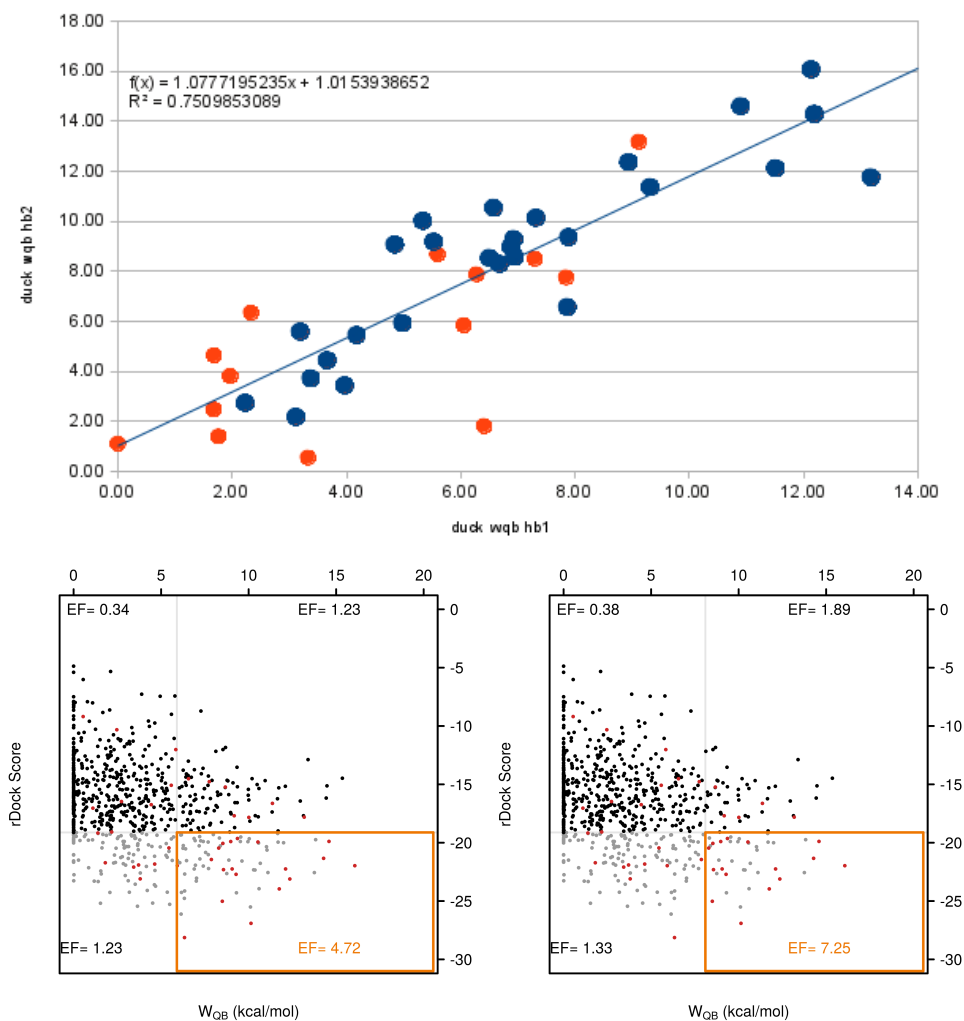 18.00
16.00
f(x) = 1.0777195235x + 1.0153938652
R² = 0.7509853089
14.00
12.00
10.00
duck wqb hb2
8.00
6.00
4.00
2.00
0.00
0.00 2.00 4.00 6.00 8.00 10.00 12.00 14.00
duck wqb hb1
0 5 10 15 20
EF= 0.34 EF= 1.23
0
-5
-10
rDock Score
-15
-20
-25
EF= 1.23 EF= 4.72
-30
W_QB (kcal/mol)
0 5 10 15 20
EF= 0.38 EF= 1.89
0
-5
-10
rDock Score
-15
-20
-25
EF= 1.33 EF= 7.25
-30
W_QB (kcal/mol)